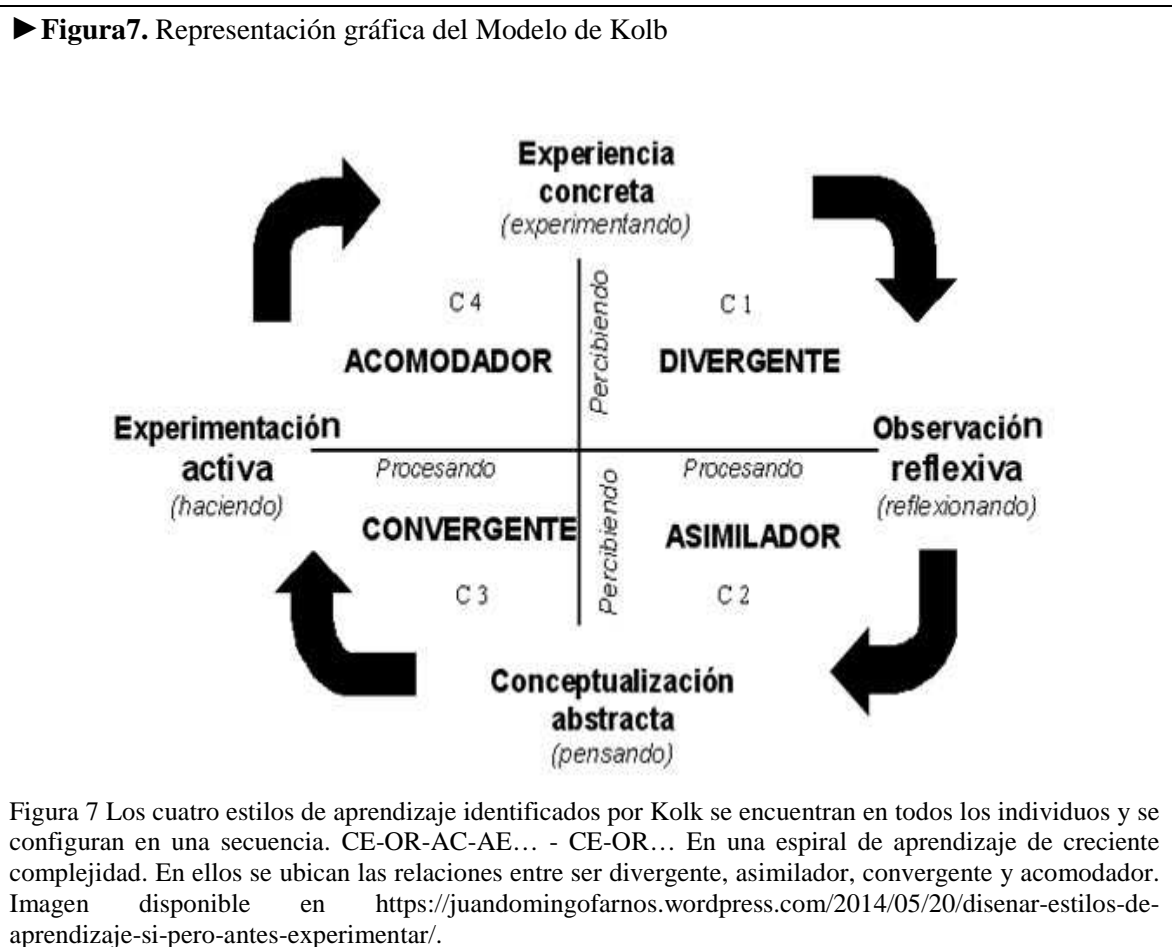 ►Figura7. Representación gráfica del Modelo de Kolb
Experiencia
concreta
(experimentando)
C 4
Percibiendo
C 1
ACOMODADOR
DIVERGENTE
Experimentación
activa
(haciendo)
Observación
reflexiva
(reflexionando)
Procesando
Procesando
CONVERGENTE
Percibiendo
ASIMILADOR
C 3
C 2
Conceptualización
abstracta
(pensando)
Figura 7 Los cuatro estilos de aprendizaje identificados por Kolk se encuentran en todos los individuos y se
configuran en una secuencia. CE-OR-AC-AE… - CE-OR… En una espiral de aprendizaje de creciente
complejidad. En ellos se ubican las relaciones entre ser divergente, asimilador, convergente y acomodador.
Imagen disponible en https://juandomingofarnos.wordpress.com/2014/05/20/disenar-estilos-de-
aprendizaje-si-pero-antes-experimentar/.